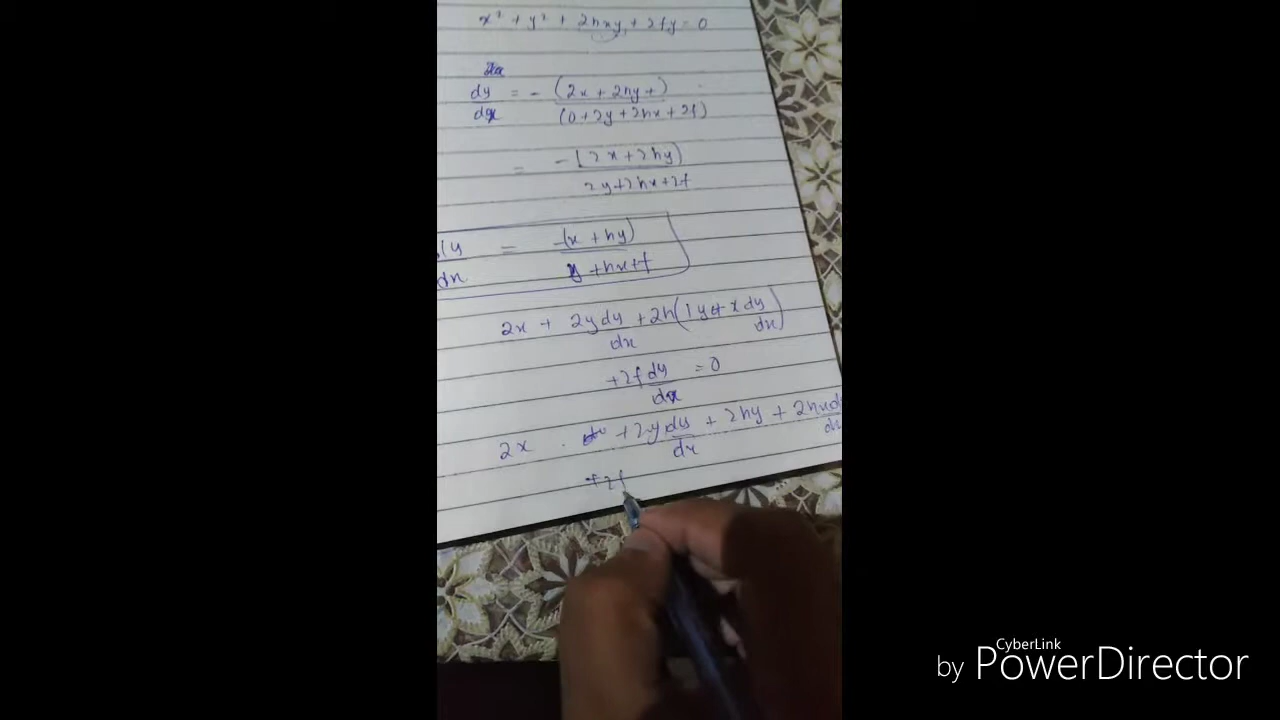 x² + y² + 2hxy + 2fy = 0
dy/dx = - (2x + 2hy + ) / (0 + 2y + 2hx + 2f)
= -(2x + 2hy) / 2y + 2hx + 2f
dy/dx = -(x + hy) / y + hx + f
2x + 2y dy/dx + 2h(1y + x dy/dx)
+ 2f dy/dx = 0
2x + 2y dy/dx + 2hy + 2hx dy/dx
+ 2f
CyberLink
by PowerDirector